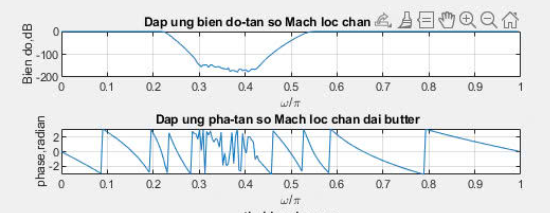 Dap ung bien do-tan so Mach loc chan
Bien do,dB
0
-100
-200
0 0.1 0.2 0.3 0.4 0.5 0.6 0.7 0.8 0.9 1
ω/π
Dap ung pha-tan so Mach loc chan dai butter
phase,radian
2
0
-2
0 0.1 0.2 0.3 0.4 0.5 0.6 0.7 0.8 0.9 1
ω/π